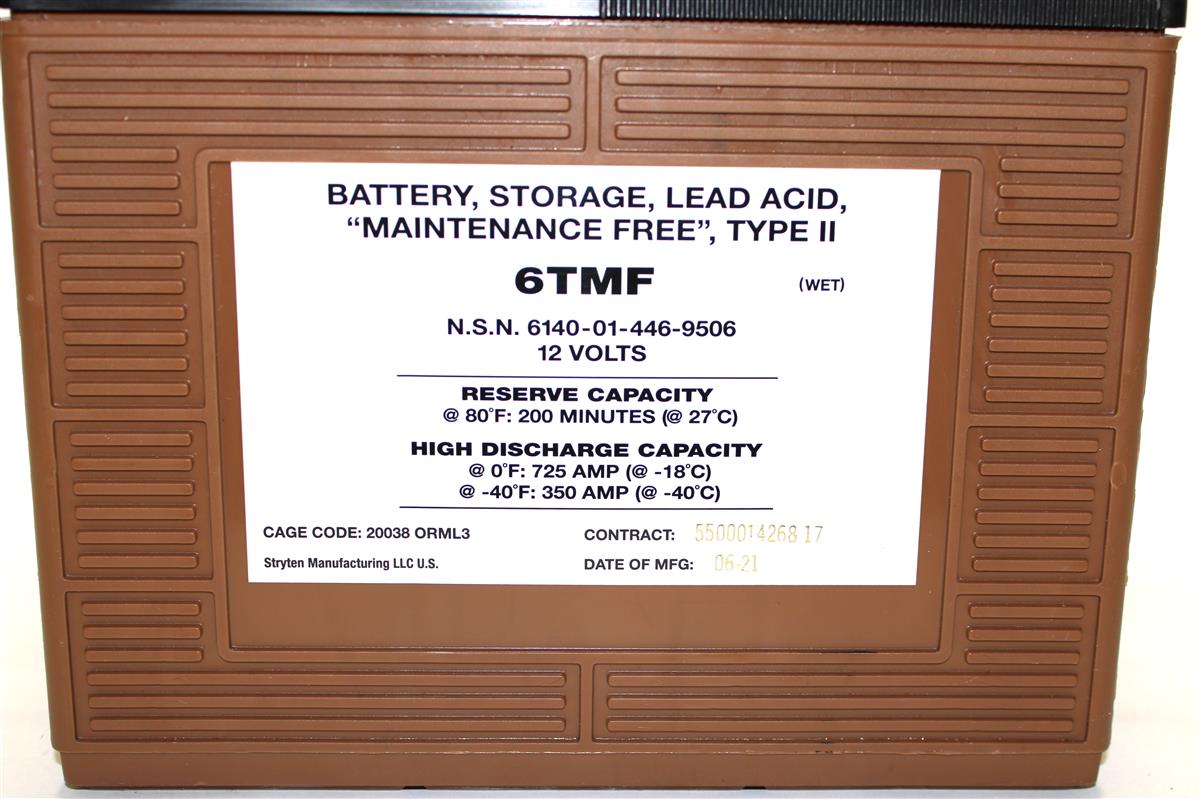 BATTERY, STORAGE, LEAD ACID,
“MAINTENANCE FREE”, TYPE II
6TMF (WET)
N.S.N. 6140-01-446-9506
12 VOLTS
RESERVE CAPACITY
@ 80°F: 200 MINUTES (@ 27°C)
HIGH DISCHARGE CAPACITY
@ 0°F: 725 AMP (@ -18°C)
@ -40°F: 350 AMP (@ -40°C)
CAGE CODE: 20038 ORML3 CONTRACT: 5500014268 17
Stryten Manufacturing LLC U.S. DATE OF MFG: 06-21